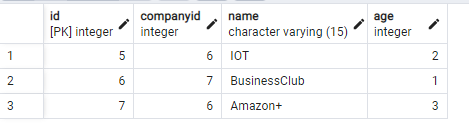 id companyid name age
[PK] integer integer character varying (15) integer
1 5 6 IOT 2
2 6 7 BusinessClub 1
3 7 6 Amazon+ 3